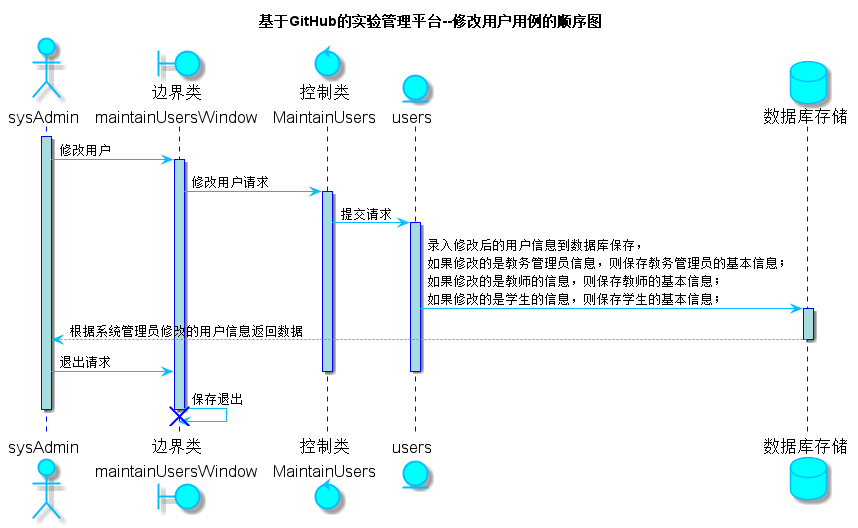 基于GitHub的实验管理平台--修改用户用例的顺序图
sysAdmin
边界类
maintainUsersWindow
控制类
MaintainUsers
users
数据库存储
修改用户
修改用户请求
提交请求
录入修改后的用户信息到数据库保存，
如果修改的是教务管理员信息，则保存教务管理员的基本信息；
如果修改的是教师的信息，则保存教师的基本信息；
如果修改的是学生的信息，则保存学生的基本信息；
根据系统管理员修改的用户信息返回数据
退出请求
保存退出
sysAdmin
边界类
maintainUsersWindow
控制类
MaintainUsers
users
数据库存储